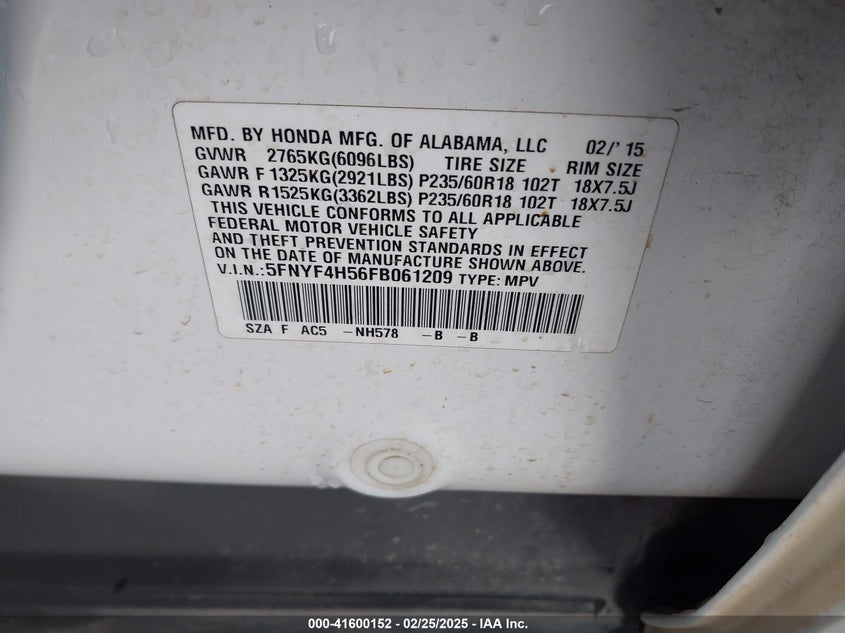 MFD. BY HONDA MFG. OF ALABAMA, LLC 02/' 15
GVWR 2765KG(6096LBS) TIRE SIZE RIM SIZE
GAWR F 1325KG(2921LBS) P235/60R18 102T 18X7.5J
GAWR R 1525KG(3362LBS) P235/60R18 102T 18X7.5J
THIS VEHICLE CONFORMS TO ALL APPLICABLE
FEDERAL MOTOR VEHICLE SAFETY
AND THEFT PREVENTION STANDARDS IN EFFECT
ON THE DATE OF MANUFACTURE SHOWN ABOVE.
V.I.N.:5FNYF4H56FB061209 TYPE: MPV
SZA F AC5 -NH578 -B -B
000-41600152 - 02/25/2025 - IAA Inc.